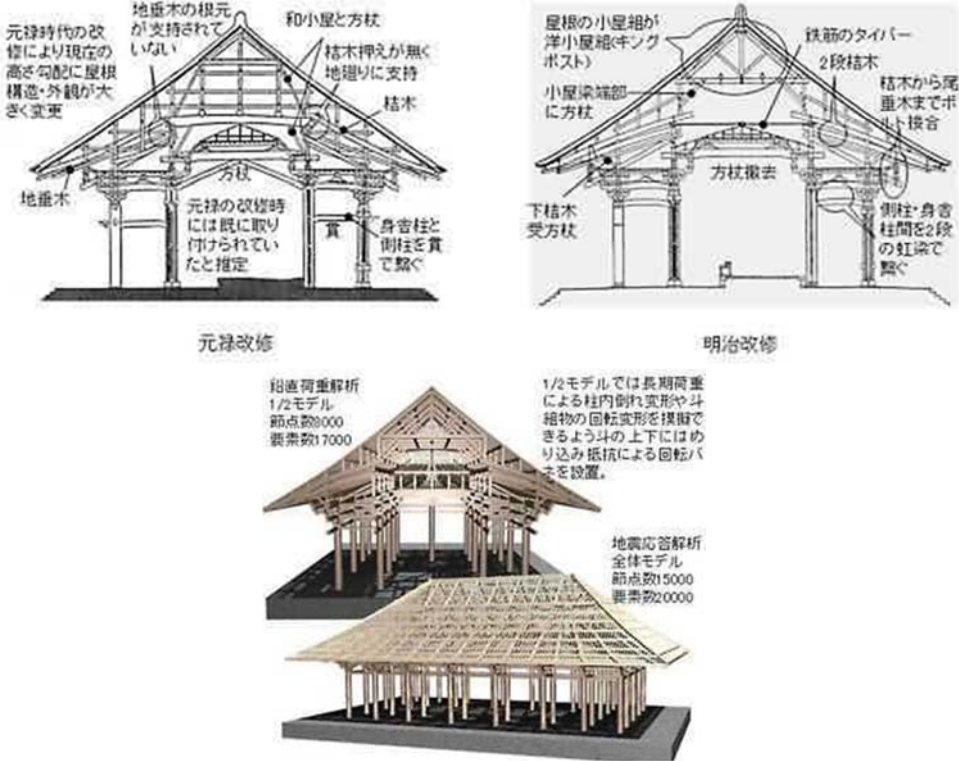 元禄時代の改
修により現在の
高さ勾配に屋根
構造・外観が大
きく変更
地垂木の根元
が支持されて
いない
和小屋と方杖
桔木押えが無く
地廻りに支持
桔木
地垂木
方杖
元禄の改修時
には既に取り
付けられてい
たと推定
貫
身舎柱と
側柱を貫
で繋ぐ
元禄改修
屋根の小屋組が
洋小屋組(キング
ポスト)
小屋梁端部
に方杖
鉄筋のタイバー
2段桔木
桔木から尾
垂木までボ
ルト接合
方杖撤去
下桔木
受方杖
側柱・身舎
柱間を2段
の虹梁で
繋ぐ
明治改修
鉛直荷重解析
1/2モデル
節点数8000
要素数17000
1/2モデルでは長期荷重
による柱内倒れ変形や斗
組物の回転変形を模擬で
きるよう斗の上下にはめ
り込み抵抗による回転バ
ネを設置。
地震応答解析
全体モデル
節点数15000
要素数20000